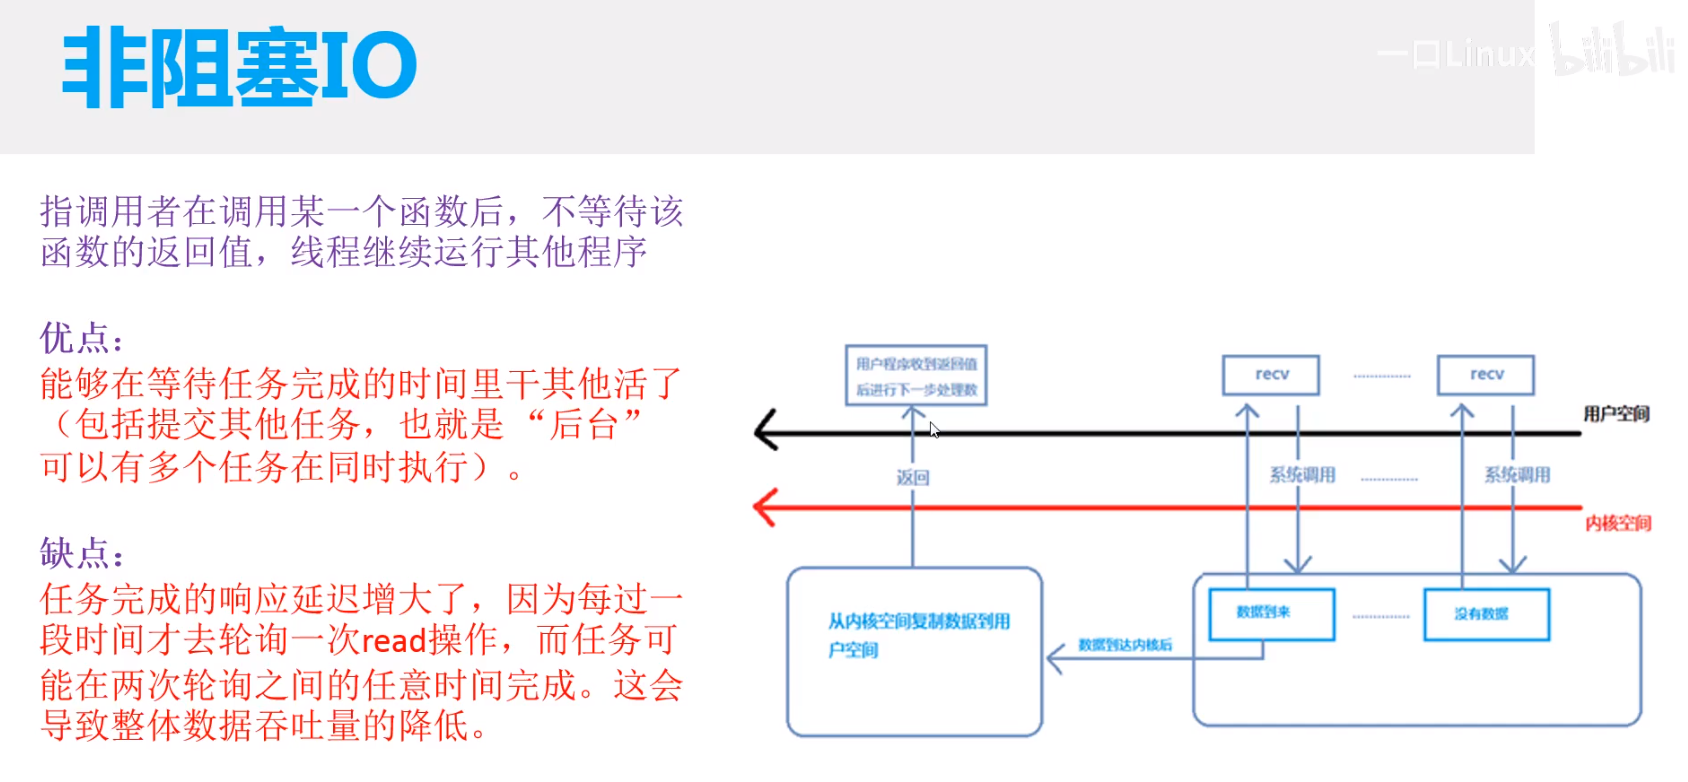 非阻塞IO
一口Linux bilibili
指调用者在调用某一个函数后，不等待该
函数的返回值，线程继续运行其他程序
优点：
能够在等待任务完成的时间里干其他活了
（包括提交其他任务，也就是 “后台”
可以有多个任务在同时执行）。
缺点：
任务完成的响应延迟增大了，因为每过一
段时间才去轮询一次read操作，而任务可
能在两次轮询之间的任意时间完成。这会
导致整体数据吞吐量的降低。
用户程序收到返回值
后进行下一步处理数
recv
recv
用户空间
返回
系统调用
系统调用
内核空间
从内核空间复制数据到用
户空间
数据到达内核后
数据到来
没有数据